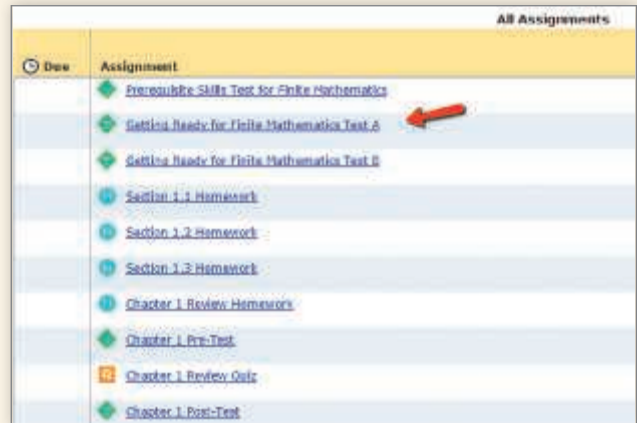 All Assignments
Due Assignment
Prerequisite Skills Test for Finite Mathematics
Getting Ready for Finite Mathematics Test A
Getting Ready for Finite Mathematics Test B
Section 1.1 Homework
Section 1.2 Homework
Section 1.3 Homework
Chapter 1 Review Homework
Chapter 1 Pre-Test
Chapter 1 Review Quiz
Chapter 1 Post-Test